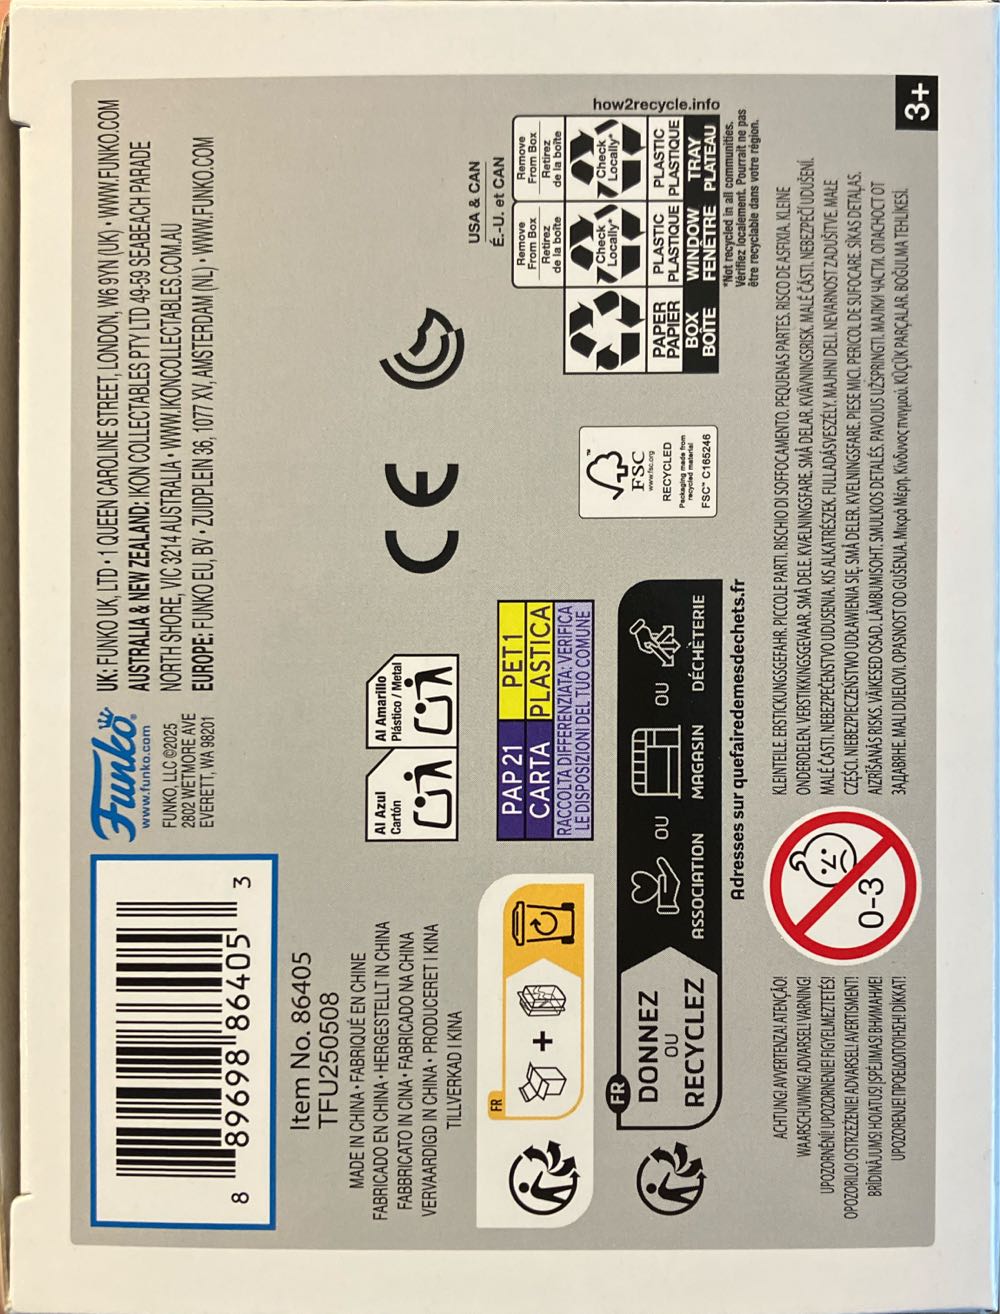 8 89698 86405 3
Funko
www.funko.com
FUNKO, LLC ©2025
2802 WETMORE AVE
EVERETT, WA 98201
UK: FUNKO UK, LTD • 1 QUEEN CAROLINE STREET, LONDON, W6 9YN (UK) • WWW.FUNKO.COM
AUSTRALIA & NEW ZEALAND: IKON COLLECTABLES PTY LTD 49-59 SEABEACH PARADE
NORTH SHORE, VIC 3214 AUSTRALIA • WWW.IKONCOLLECTABLES.COM.AU
EUROPE: FUNKO EU, BV • ZUIDPLEIN 36, 1077 XV, AMSTERDAM (NL) • WWW.FUNKO.COM
Item No. 86405
TFU250508
MADE IN CHINA • FABRIQUÉ EN CHINE
FABRICADO EN CHINA • HERGESTELLT IN CHINA
FABBRICATO IN CINA • FABRICADO NA CHINA
VERVAARDIGD IN CHINA • PRODUCERET I KINA
TILLVERKAD I KINA
Al Azul
Cartón
Al Amarillo
Plástico / Metal
CE
USA & CAN
É.-U. et CAN
PAP 21
CARTA
PET1
PLASTICA
RACCOLTA DIFFERENZIATA: VERIFICA
LE DISPOSIZIONI DEL TUO COMUNE
FR
+
FSC™
www.fsc.org
RECYCLED
Packaging made from
recycled material
FSC™ C165246
Remove
From Box
Retirez
de la boîte
Remove
From Box
Retirez
de la boîte
Check
Locally*
Check
Locally*
PAPER
PAPIER
PLASTIC
PLASTIQUE
PLASTIC
PLASTIQUE
BOX
BOÎTE
WINDOW
FENÊTRE
TRAY
PLATEAU
how2recycle.info
*Not recycled in all communities.
Vérifiez localement. Pourrait ne pas
être recyclable dans votre région.
FR
DONNEZ
OU
RECYCLEZ
ASSOCIATION
OU
MAGASIN
OU
DÉCHÈTERIE
Adresses sur quefairedemesdechets.fr
ACHTUNG! AVVERTENZA! ATENÇÃO!
WAARSCHUWING! ADVARSEL! VARNING!
UPOZORNĚNÍ! UPOZORNENIE! FIGYELMEZTETÉS!
OPOZORILO! OSTRZEŻENIE! ADVARSEL! AVERTISMENT!
BRĪDINĀJUMS! HOIATUS! ĮSPĖJIMAS! ВНИМАНИЕ!
UPOZORENJE! ΠΡΟΕΙΔΟΠΟΙΗΣΗ! DİKKAT!
0-3
KLEINTEILE. ERSTICKUNGSGEFAHR. PICCOLE PARTI. RISCHIO DI SOFFOCAMENTO. PEQUENAS PARTES. RISCO DE ASFIXIA. KLEINE
ONDERDELEN. VERSTIKKINGSGEVAAR. SMÅ DELE. KVÆLNINGSFARE. SMÅ DELAR. KVÄVNINGSRISK. MALÉ ČÁSTI. NEBEZPEČÍ UDUŠENÍ.
MALÉ ČASTI. NEBEZPEČENSTVO UDUSENIA. KIS ALKATRÉSZEK. FULLADÁSVESZÉLY. MAJHNI DELI. NEVARNOST ZADUŠITVE. MAŁE
CZĘŚCI. NIEBEZPIECZEŃSTWO UDŁAWIENIA SIĘ. SMÅ DELER. KVELNINGSFARE. PIESE MICI. PERICOL DE SUFOCARE. SĪKAS DETAĻAS.
AIZRĪŠANĀS RISKS. VÄIKESED OSAD. LÄMBUMISOHT. SMULKIOS DETALĖS. PAVOJUS UŽSPRINGTI. МАЛКИ ЧАСТИ. ОПАСНОСТ ОТ
ЗАДАВЯНЕ. MALI DIJELOVI. OPASNOST OD GUŠENJA. Μικρά Μέρη. Κίνδυνος πνιγμού. KÜÇÜK PARÇALAR. BOĞULMA TEHLİKESİ.
3+